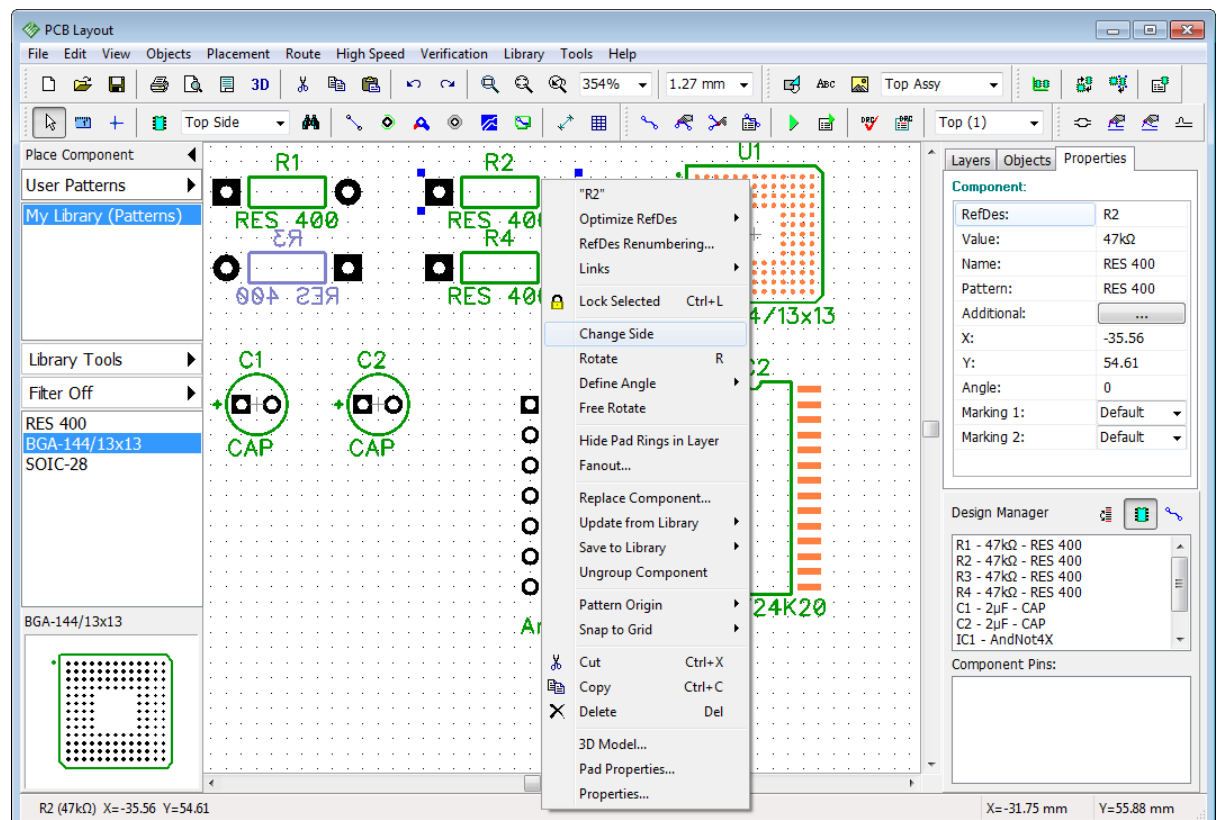 PCB Layout
File Edit View Objects Placement Route High Speed Verification Library Tools Help
3D 354% 1.27 mm ABC Top Assy
Top Side DRC DRC Top (1)
Place Component
User Patterns
My Library (Patterns)
Library Tools
Filter Off
RES 400
BGA-144/13x13
SOIC-28
BGA-144/13x13
R1 R2 U1
RES 400 RES 40
R3 R4
RES 400 RES 40
4/13x13
C1 C2 C2
CAP CAP
24K20
"R2"
Optimize RefDes
RefDes Renumbering...
Links
Lock Selected Ctrl+L
Change Side
Rotate R
Define Angle
Free Rotate
Hide Pad Rings in Layer
Fanout...
Replace Component...
Update from Library
Save to Library
Ungroup Component
Pattern Origin
Snap to Grid
Cut Ctrl+X
Copy Ctrl+C
Delete Del
3D Model...
Pad Properties...
Properties...
Layers Objects Properties
Component:
RefDes: R2
Value: 47kΩ
Name: RES 400
Pattern: RES 400
Additional: ...
X: -35.56
Y: 54.61
Angle: 0
Marking 1: Default
Marking 2: Default
Design Manager
R1 - 47kΩ - RES 400
R2 - 47kΩ - RES 400
R3 - 47kΩ - RES 400
R4 - 47kΩ - RES 400
C1 - 2µF - CAP
C2 - 2µF - CAP
IC1 - AndNot4X
Component Pins:
R2 (47kΩ) X=-35.56 Y=54.61 X=-31.75 mm Y=55.88 mm